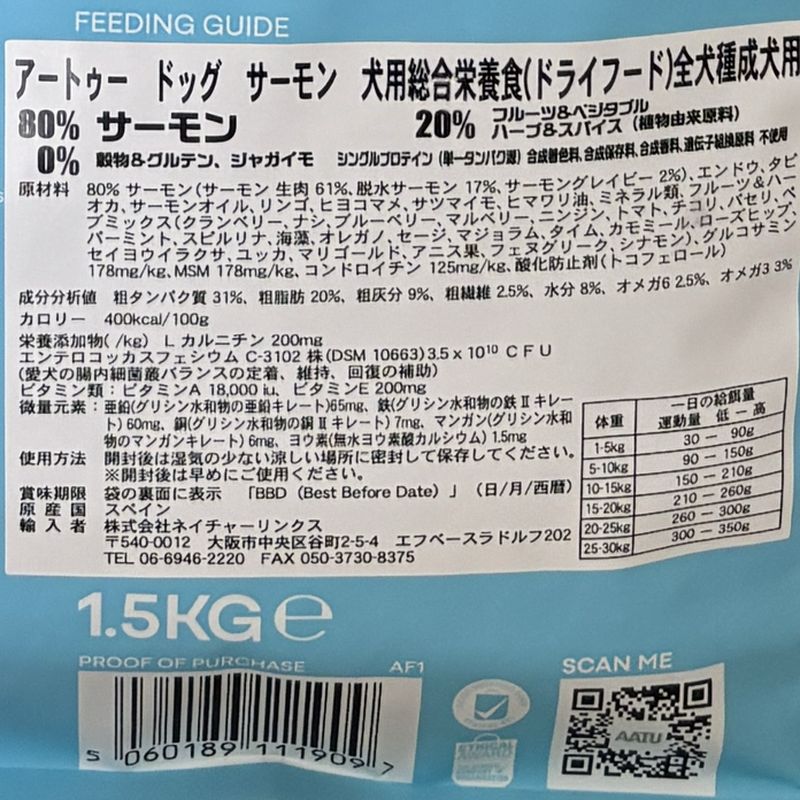 FEEDING GUIDE
アートゥー ドッグ サーモン 犬用総合栄養食(ドライフード)全犬種成犬用
80% サーモン 20% フルーツ&ベジタブル
ハーブ&スパイス (植物由来原料)
0% 穀物&グルテン、ジャガイモ シングルプロテイン (単一タンパク源) 合成着色料、合成保存料、合成香料、遺伝子組換原料 不使用
原材料 80% サーモン(サーモン 生肉 61%、脱水サーモン 17%、サーモングレイビー 2%)、エンドウ、タピ
オカ、サーモンオイル、リンゴ、ヒヨコマメ、サツマイモ、ヒマワリ油、ミネラル類、フルーツ&ハー
ブミックス(クランベリー、ナシ、ブルーベリー、マルベリー、ニンジン、トマト、チコリ、パセリ、ペ
パーミント、スピルリナ、海藻、オレガノ、セージ、マジョラム、タイム、カモミール、ローズヒップ、
セイヨウイラクサ、ユッカ、マリゴールド、アニス果、フェヌグリーク、シナモン)、グルコサミン
178mg/kg、MSM 178mg/kg、コンドロイチン 125mg/kg、酸化防止剤(トコフェロール)
成分分析値 粗タンパク質 31%、粗脂肪 20%、粗灰分 9%、粗繊維 2.5%、水分 8%、オメガ6 2.5%、オメガ3 3%
カロリー 400kcal/100g
栄養添加物( /kg) L カルニチン 200mg
エンテロコッカスフェシウム C-3102 株(DSM 10663)3.5 x 10¹⁰ CFU
(愛犬の腸内細菌叢バランスの定着、維持、回復の補助)
ビタミン類：ビタミンA 18,000 iu、ビタミンE 200mg
微量元素：亜鉛(グリシン水和物の亜鉛キレート)65mg、鉄(グリシン水和物の鉄 II キレー
ト) 60mg、銅(グリシン水和物の銅 II キレート) 7mg、マンガン(グリシン水和
物のマンガンキレート) 6mg、ヨウ素(無水ヨウ素酸カルシウム) 1.5mg
使用方法 開封後は湿気の少ない涼しい場所に密封して保存してください。
※開封後は早めにご使用ください。
賞味期限 袋の裏面に表示 「BBD (Best Before Date) 」 (日/月/西暦)
原産国 スペイン
輸入者 株式会社ネイチャーリンクス
〒540-0012 大阪市中央区谷町2-5-4 エフベースラドルフ202
TEL 06-6946-2220 FAX 050-3730-8375
体重 一日の給餌量
運動量 低 ー 高
1-5kg 30 ー 90g
5-10kg 90 ー 150g
10-15kg 150 ー 210g
15-20kg 210 ー 260g
20-25kg 260 ー 300g
25-30kg 300 ー 350g
1.5KG e
PROOF OF PURCHASE AF1
SCAN ME
AATU
5 060189 111909 7
ETHICAL
AWARD